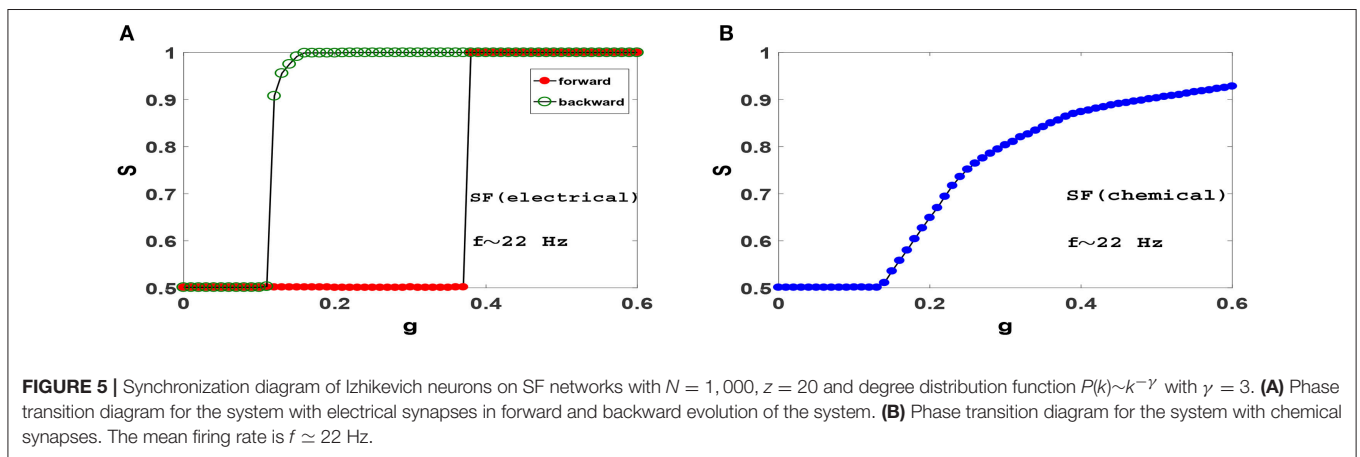 A
1
0.9
0.8
0.7
0.6
0.5
S
0
0.2
0.4
0.6
g
forward
backward
SF(electrical)
f~22 Hz
B
1
0.9
0.8
0.7
0.6
0.5
S
0
0.2
0.4
0.6
g
SF(chemical)
f~22 Hz
FIGURE 5 | Synchronization diagram of Izhikevich neurons on SF networks with N = 1, 000, z = 20 and degree distribution function P(k)~k^{−γ} with γ = 3. (A) Phase
transition diagram for the system with electrical synapses in forward and backward evolution of the system. (B) Phase transition diagram for the system with chemical
synapses. The mean firing rate is f ≃ 22 Hz.